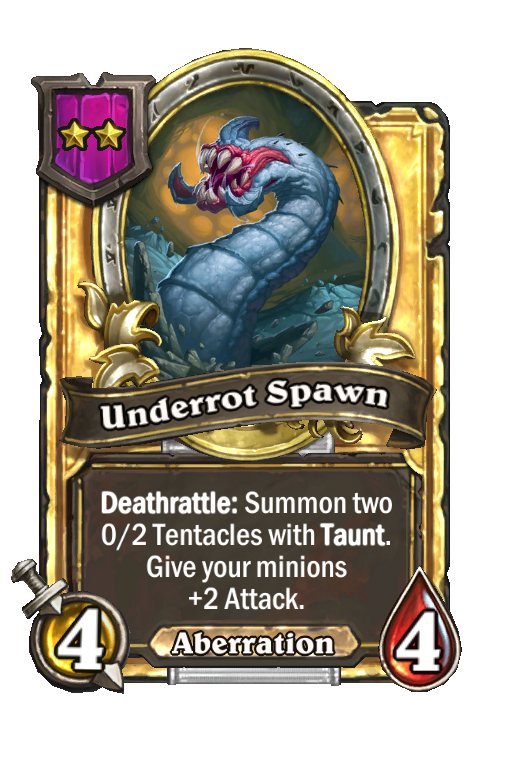 Underrot Spawn
Deathrattle: Summon two
0/2 Tentacles with Taunt.
Give your minions
+2 Attack.
4
Aberration
4